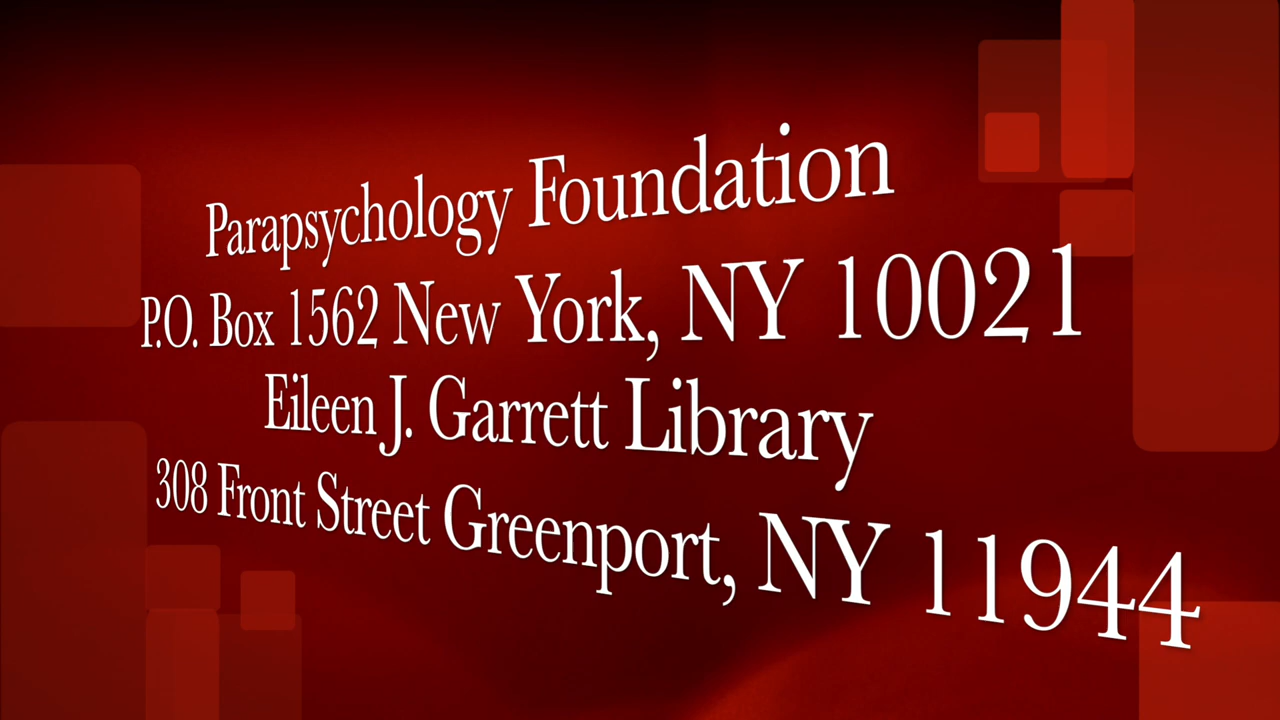 Parapsychology Foundation
P.O. Box 1562 New York, NY 10021
Eileen J. Garrett Library
308 Front Street Greenport, NY 11944